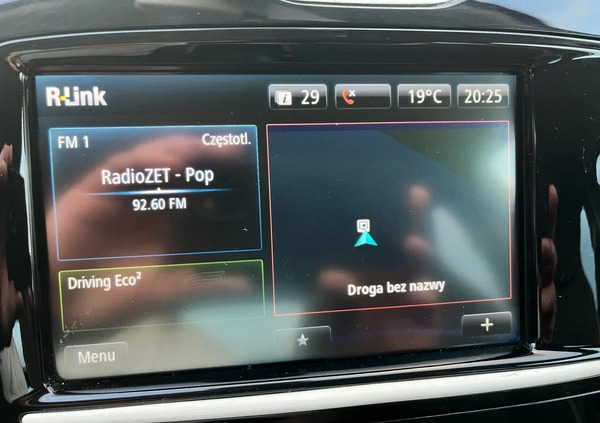 R-Link
i 29
19°C
20:25
FM 1
Częstotl.
RadioZET - Pop
92.60 FM
Driving Eco²
Droga bez nazwy
Menu
+